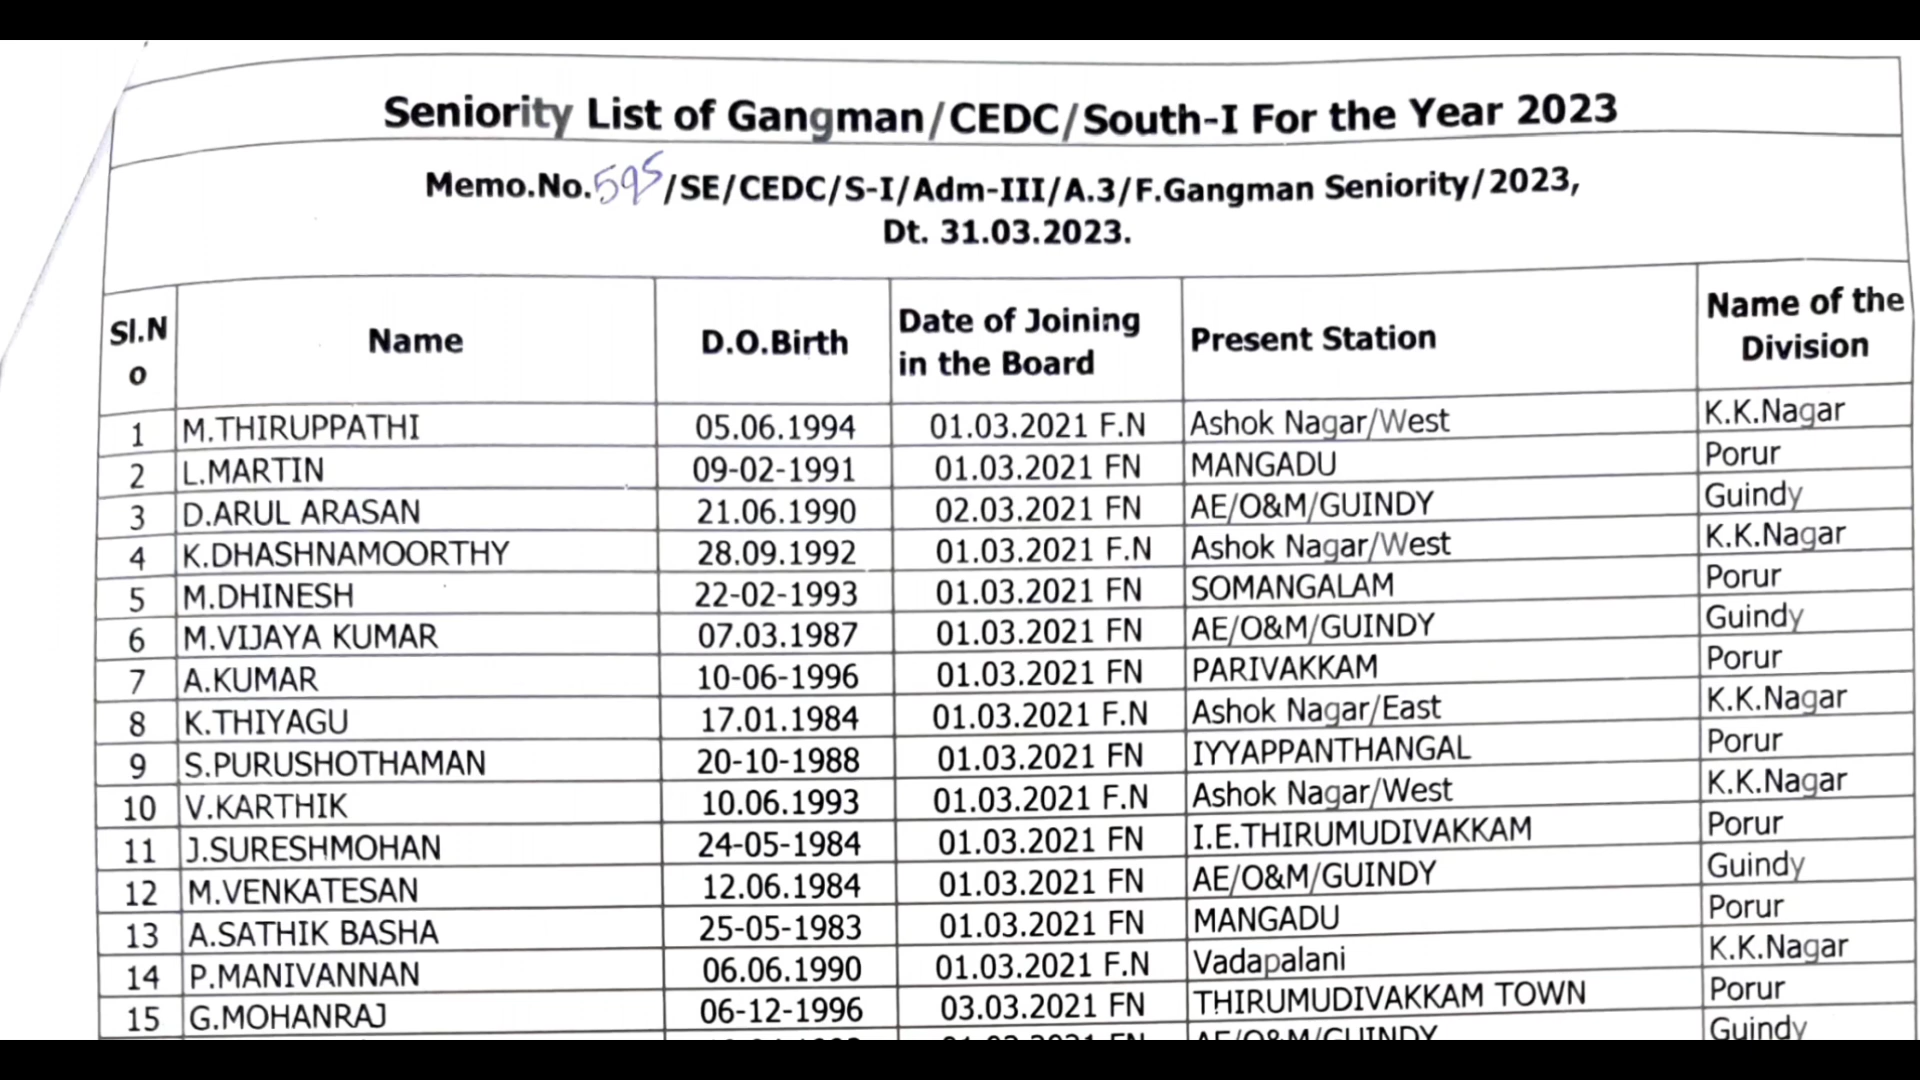 Seniority List of Gangman/CEDC/South-I For the Year 2023
Memo.No.595/SE/CEDC/S-I/Adm-III/A.3/F.Gangman Seniority/2023,
Dt. 31.03.2023.
Sl.No Name D.O.Birth Date of Joining in the Board Present Station Name of the Division
1 M.THIRUPPATHI 05.06.1994 01.03.2021 F.N Ashok Nagar/West K.K.Nagar
2 L.MARTIN 09-02-1991 01.03.2021 FN MANGADU Porur
3 D.ARUL ARASAN 21.06.1990 02.03.2021 FN AE/O&M/GUINDY Guindy
4 K.DHASHNAMOORTHY 28.09.1992 01.03.2021 F.N Ashok Nagar/West K.K.Nagar
5 M.DHINESH 22-02-1993 01.03.2021 FN SOMANGALAM Porur
6 M.VIJAYA KUMAR 07.03.1987 01.03.2021 FN AE/O&M/GUINDY Guindy
7 A.KUMAR 10-06-1996 01.03.2021 FN PARIVAKKAM Porur
8 K.THIYAGU 17.01.1984 01.03.2021 F.N Ashok Nagar/East K.K.Nagar
9 S.PURUSHOTHAMAN 20-10-1988 01.03.2021 FN IYYAPPANTHANGAL Porur
10 V.KARTHIK 10.06.1993 01.03.2021 F.N Ashok Nagar/West K.K.Nagar
11 J.SURESHMOHAN 24-05-1984 01.03.2021 FN I.E.THIRUMUDIVAKKAM Porur
12 M.VENKATESAN 12.06.1984 01.03.2021 FN AE/O&M/GUINDY Guindy
13 A.SATHIK BASHA 25-05-1983 01.03.2021 FN MANGADU Porur
14 P.MANIVANNAN 06.06.1990 01.03.2021 F.N Vadapalani K.K.Nagar
15 G.MOHANRAJ 06-12-1996 03.03.2021 FN THIRUMUDIVAKKAM TOWN Porur
AE/O&M/GUINDY Guindy